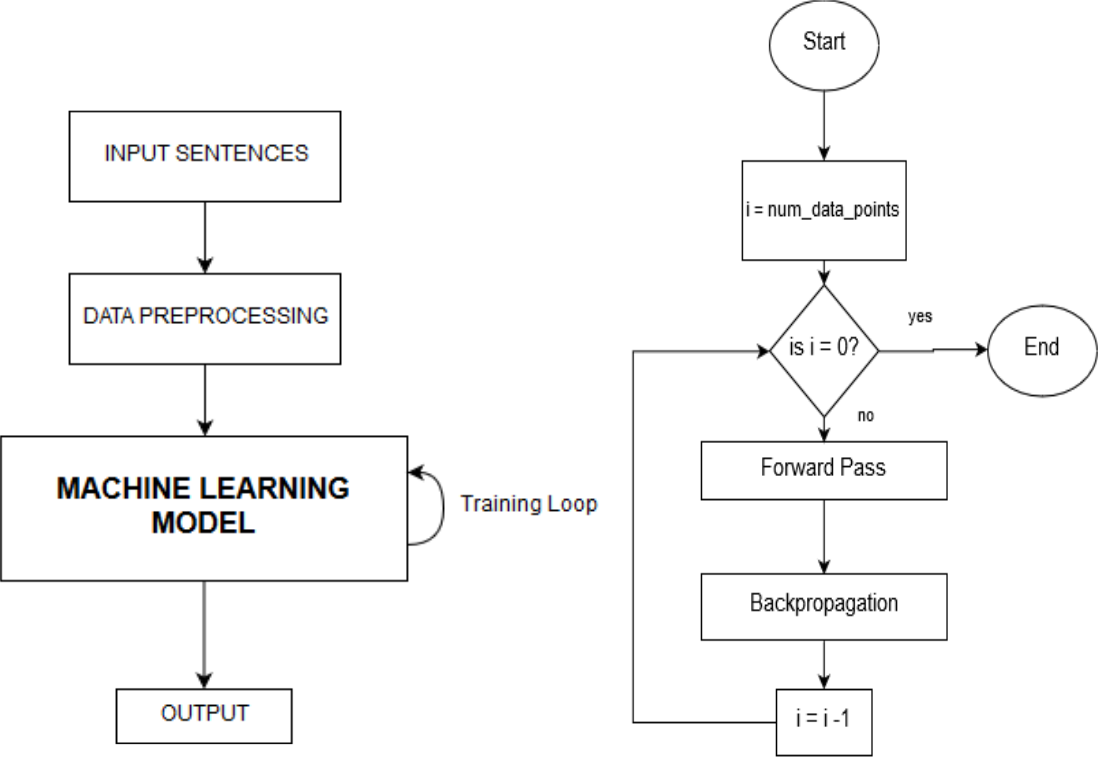 INPUT SENTENCES
DATA PREPROCESSING
MACHINE LEARNING
MODEL
Training Loop
OUTPUT
Start
i = num_data_points
is i = 0?
yes
End
no
Forward Pass
Backpropagation
i = i -1